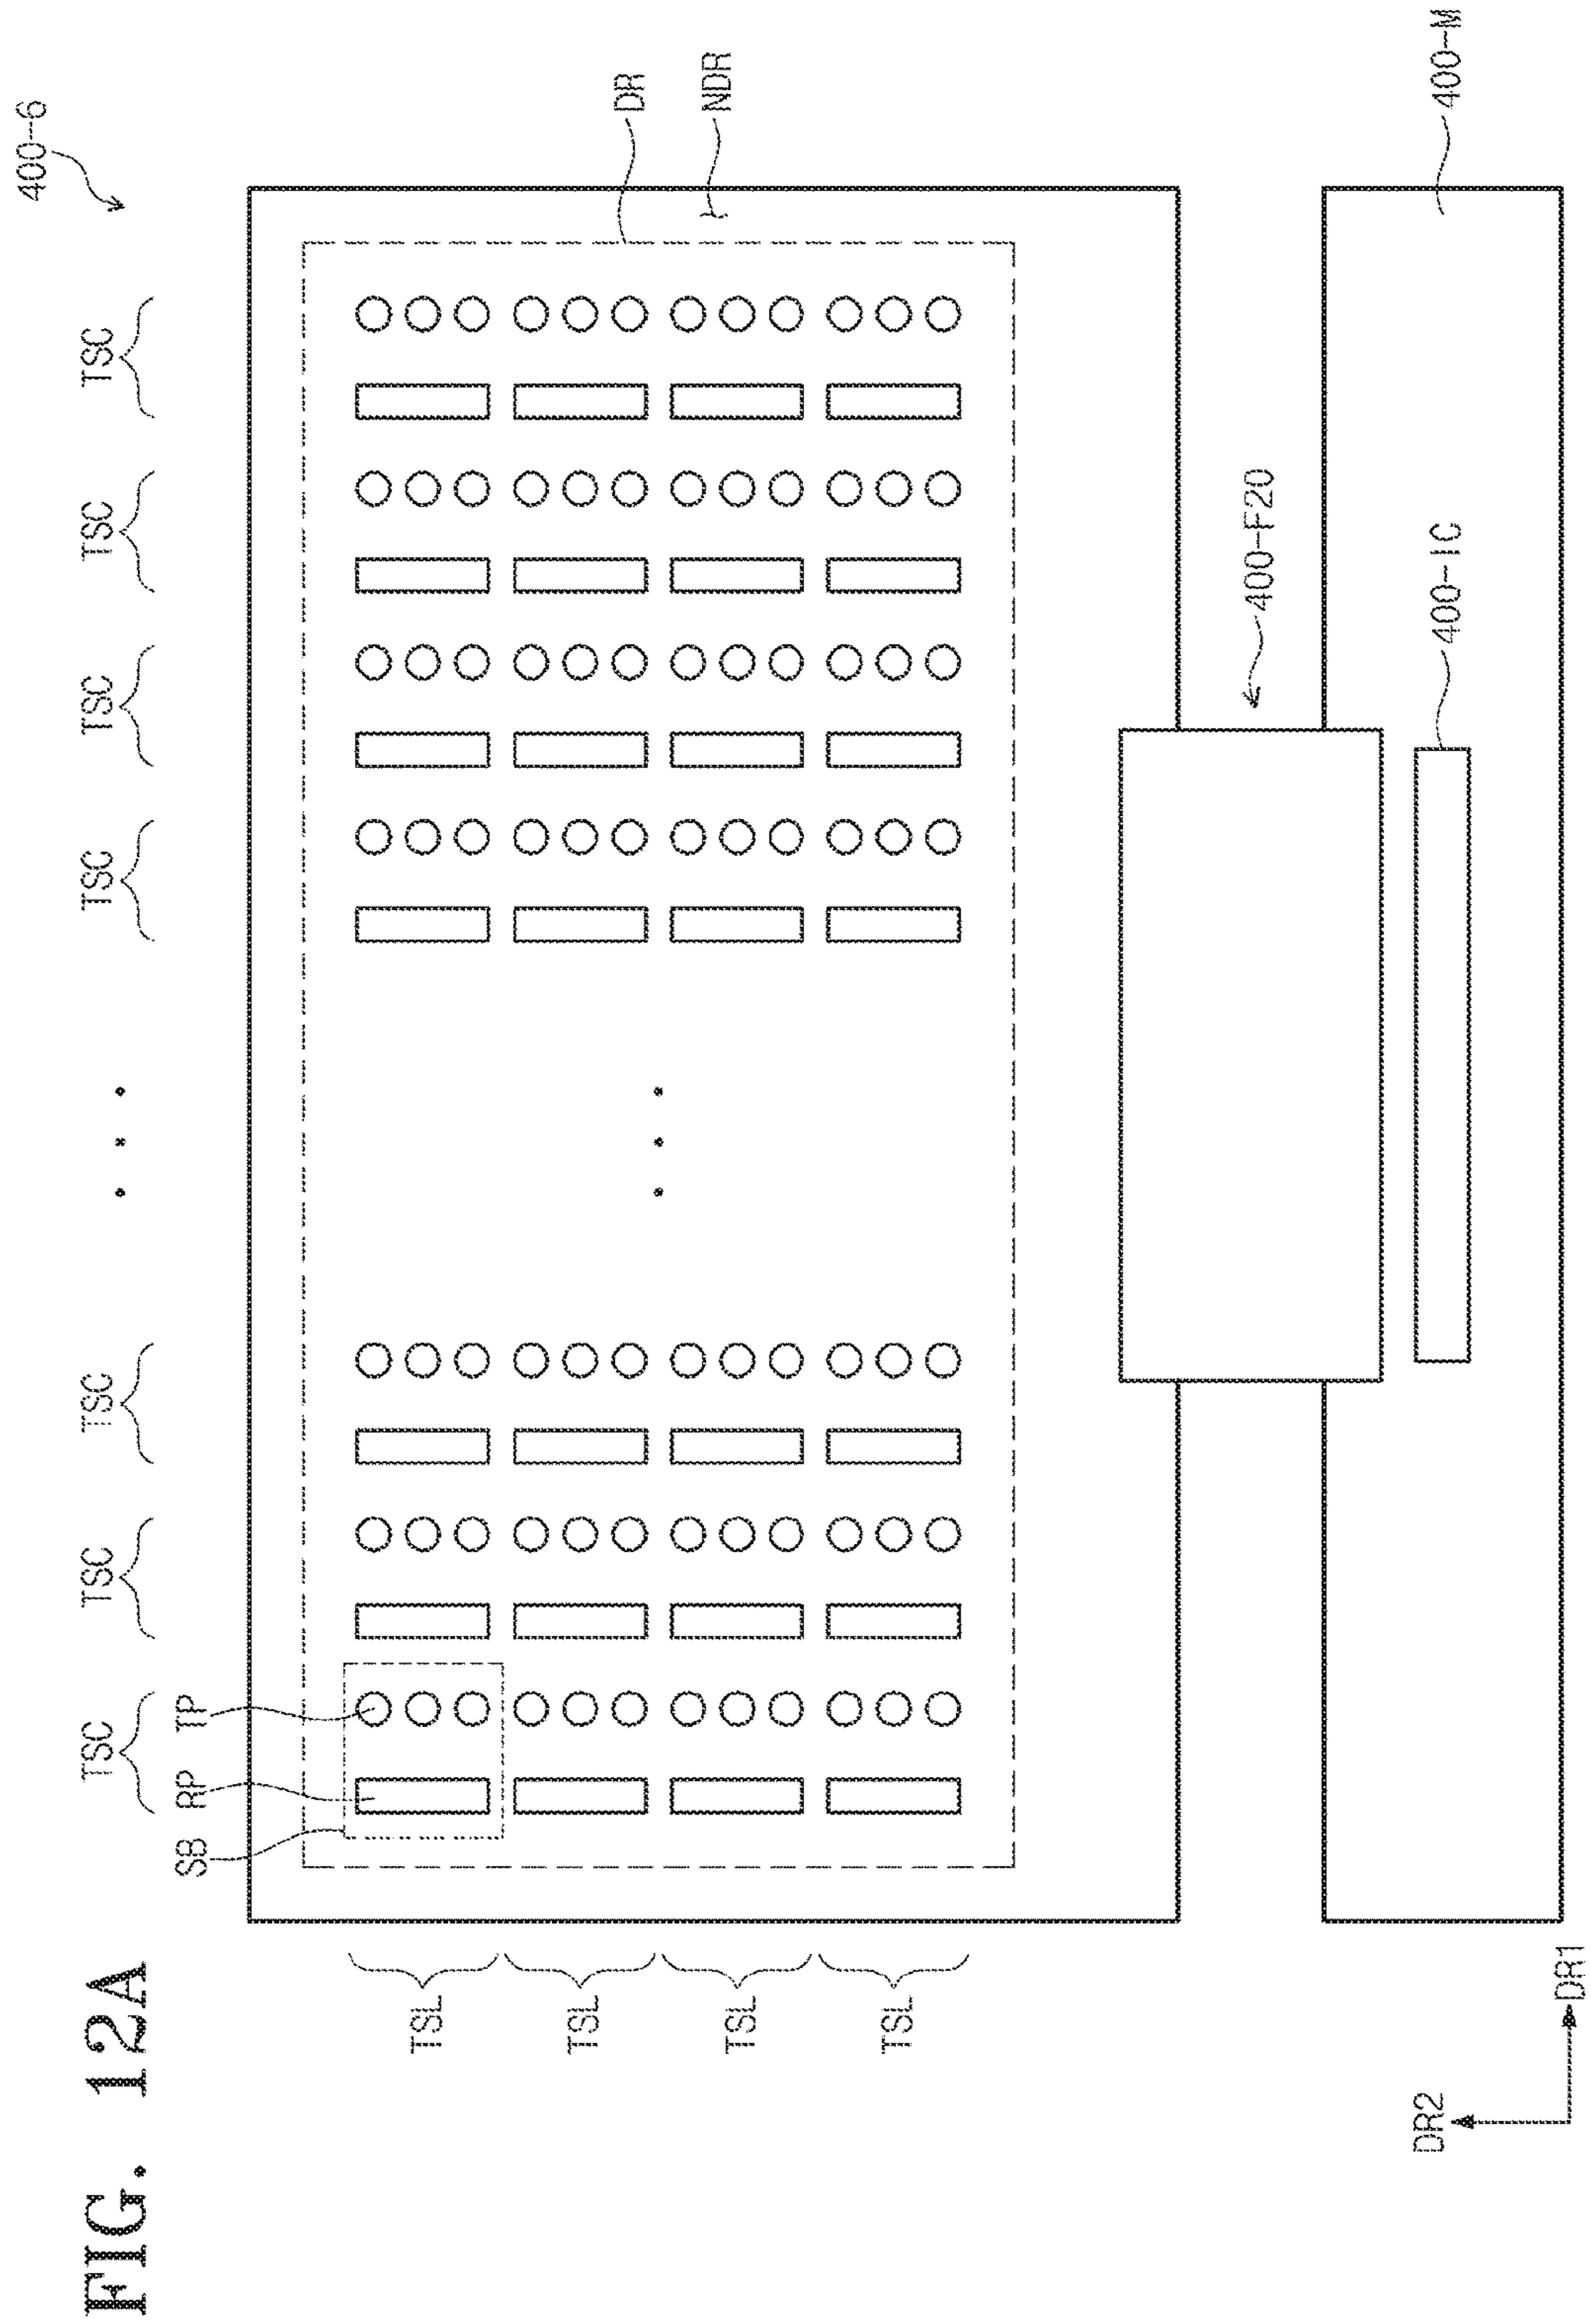 FIG. 12A
400-6
TSC TSC TSC ... TSC TSC TSC TSC
SB RP TP
DR
NDR
TSL
TSL
TSL
TSL
400-F20
400-IC
400-M
DR2
DR1